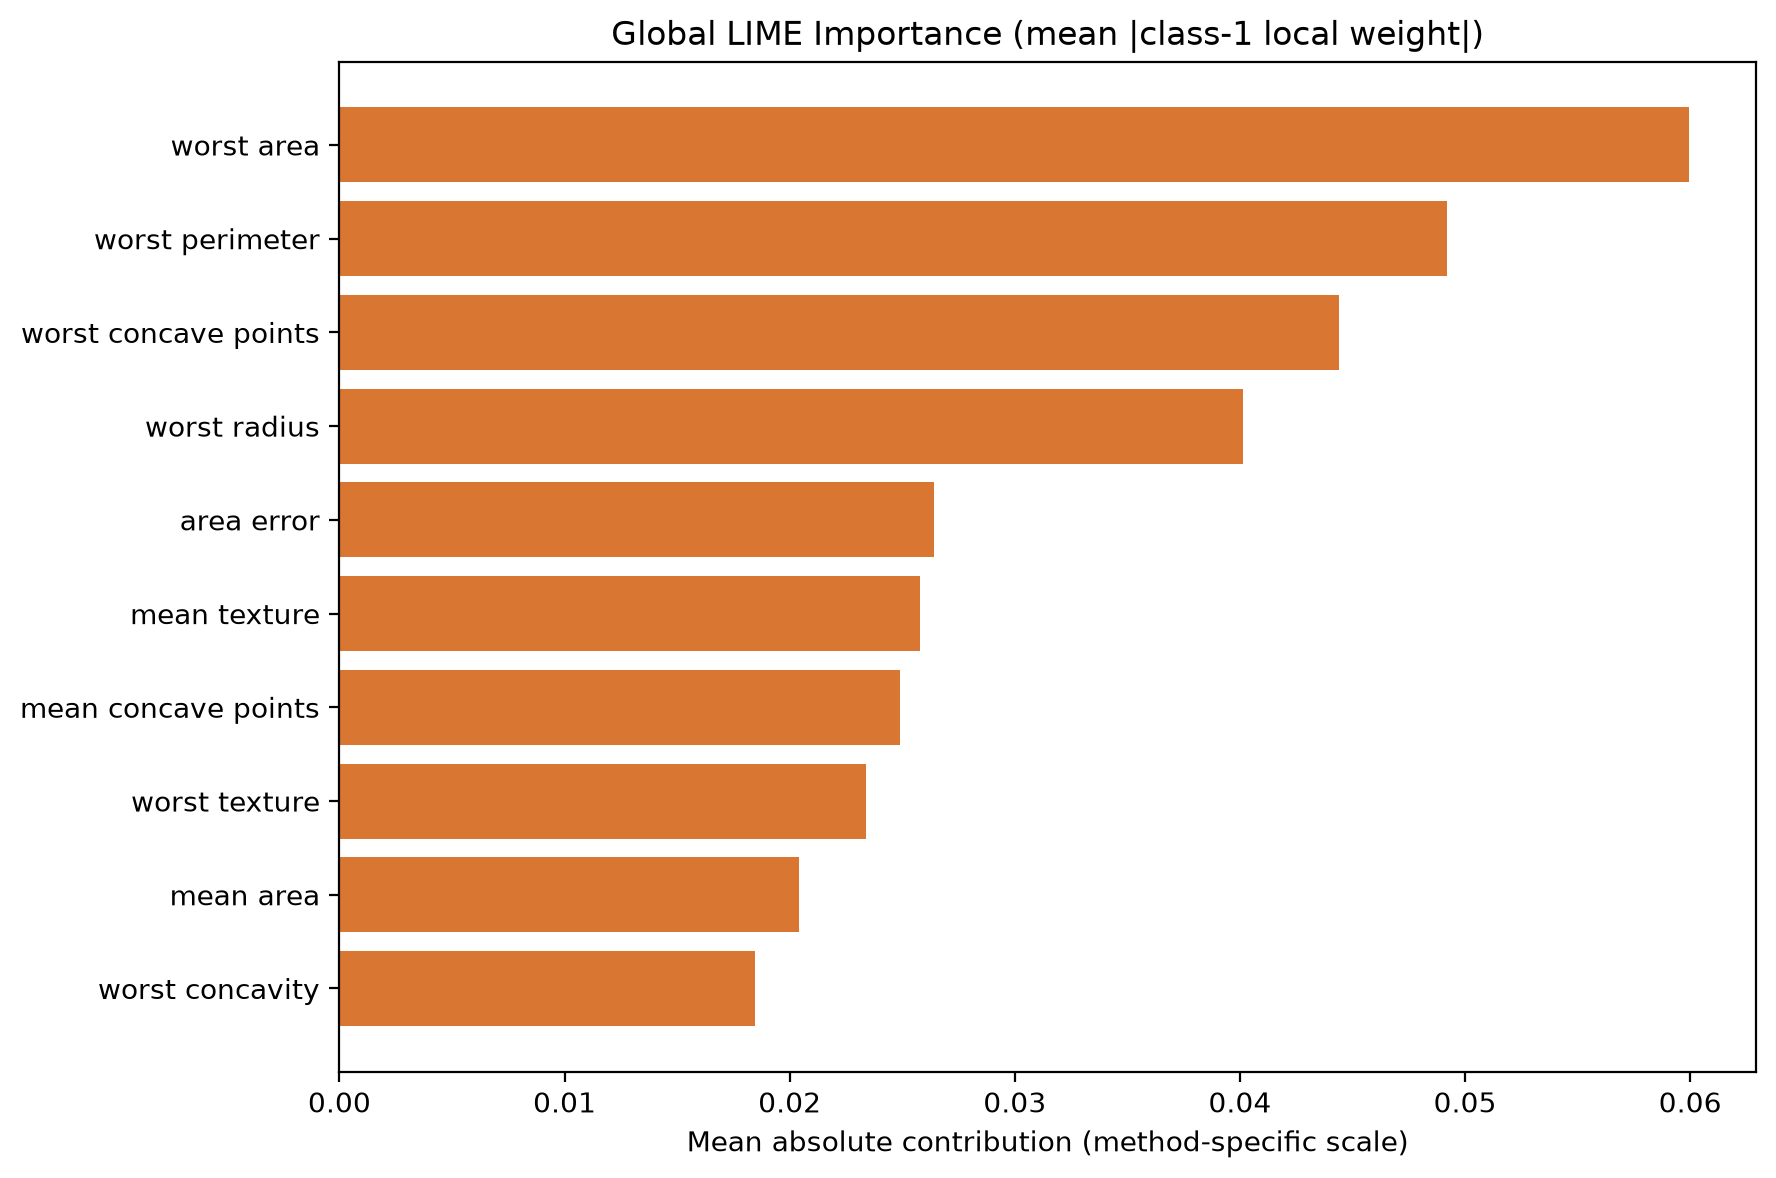 Global LIME Importance (mean |class-1 local weight|)
worst area
worst perimeter
worst concave points
worst radius
area error
mean texture
mean concave points
worst texture
mean area
worst concavity
0.00 0.01 0.02 0.03 0.04 0.05 0.06
Mean absolute contribution (method-specific scale)